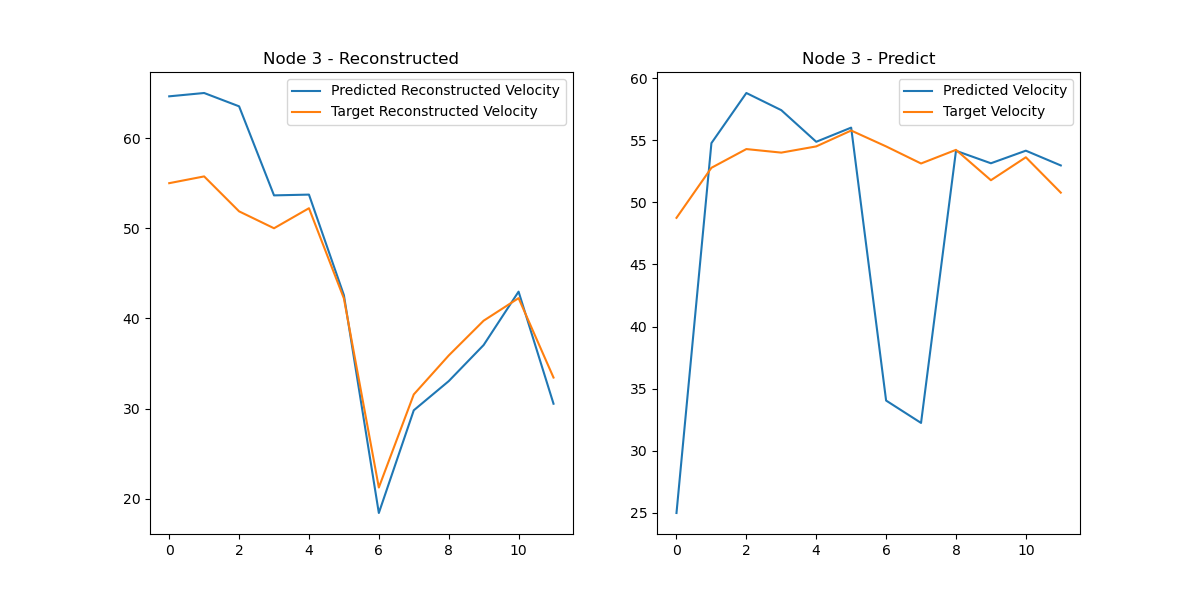 Node 3 - Reconstructed
Predicted Reconstructed Velocity
Target Reconstructed Velocity
60
50
40
30
20
0 2 4 6 8 10
Node 3 - Predict
Predicted Velocity
Target Velocity
60
55
50
45
40
35
30
25
0 2 4 6 8 10